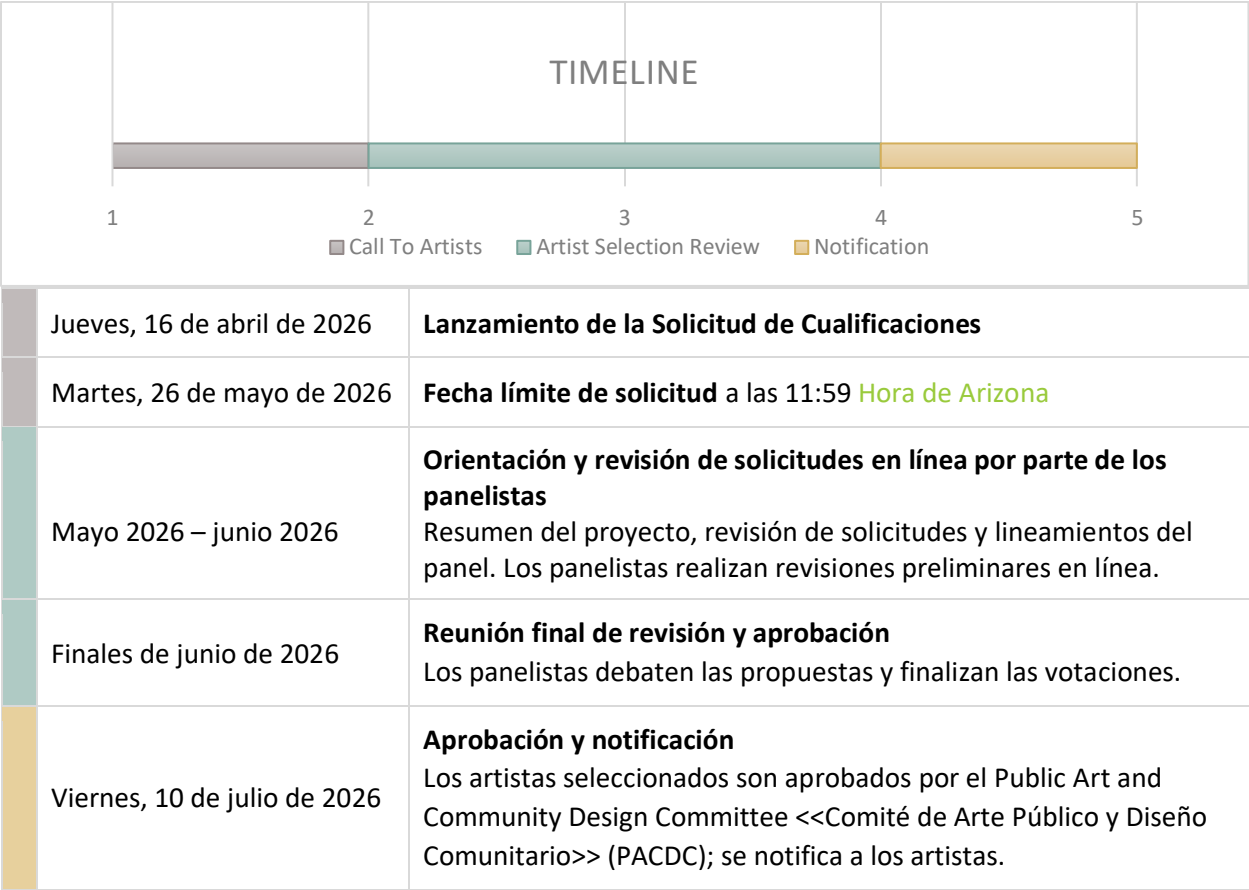 TIMELINE
1 2 3 4 5
Call To Artists Artist Selection Review Notification
Jueves, 16 de abril de 2026 Lanzamiento de la Solicitud de Cualificaciones
Martes, 26 de mayo de 2026 Fecha límite de solicitud a las 11:59 Hora de Arizona
Mayo 2026 – junio 2026
Orientación y revisión de solicitudes en línea por parte de los
panelistas
Resumen del proyecto, revisión de solicitudes y lineamientos del
panel. Los panelistas realizan revisiones preliminares en línea.
Finales de junio de 2026
Reunión final de revisión y aprobación
Los panelistas debaten las propuestas y finalizan las votaciones.
Viernes, 10 de julio de 2026
Aprobación y notificación
Los artistas seleccionados son aprobados por el Public Art and
Community Design Committee <<Comité de Arte Público y Diseño
Comunitario>> (PACDC); se notifica a los artistas.